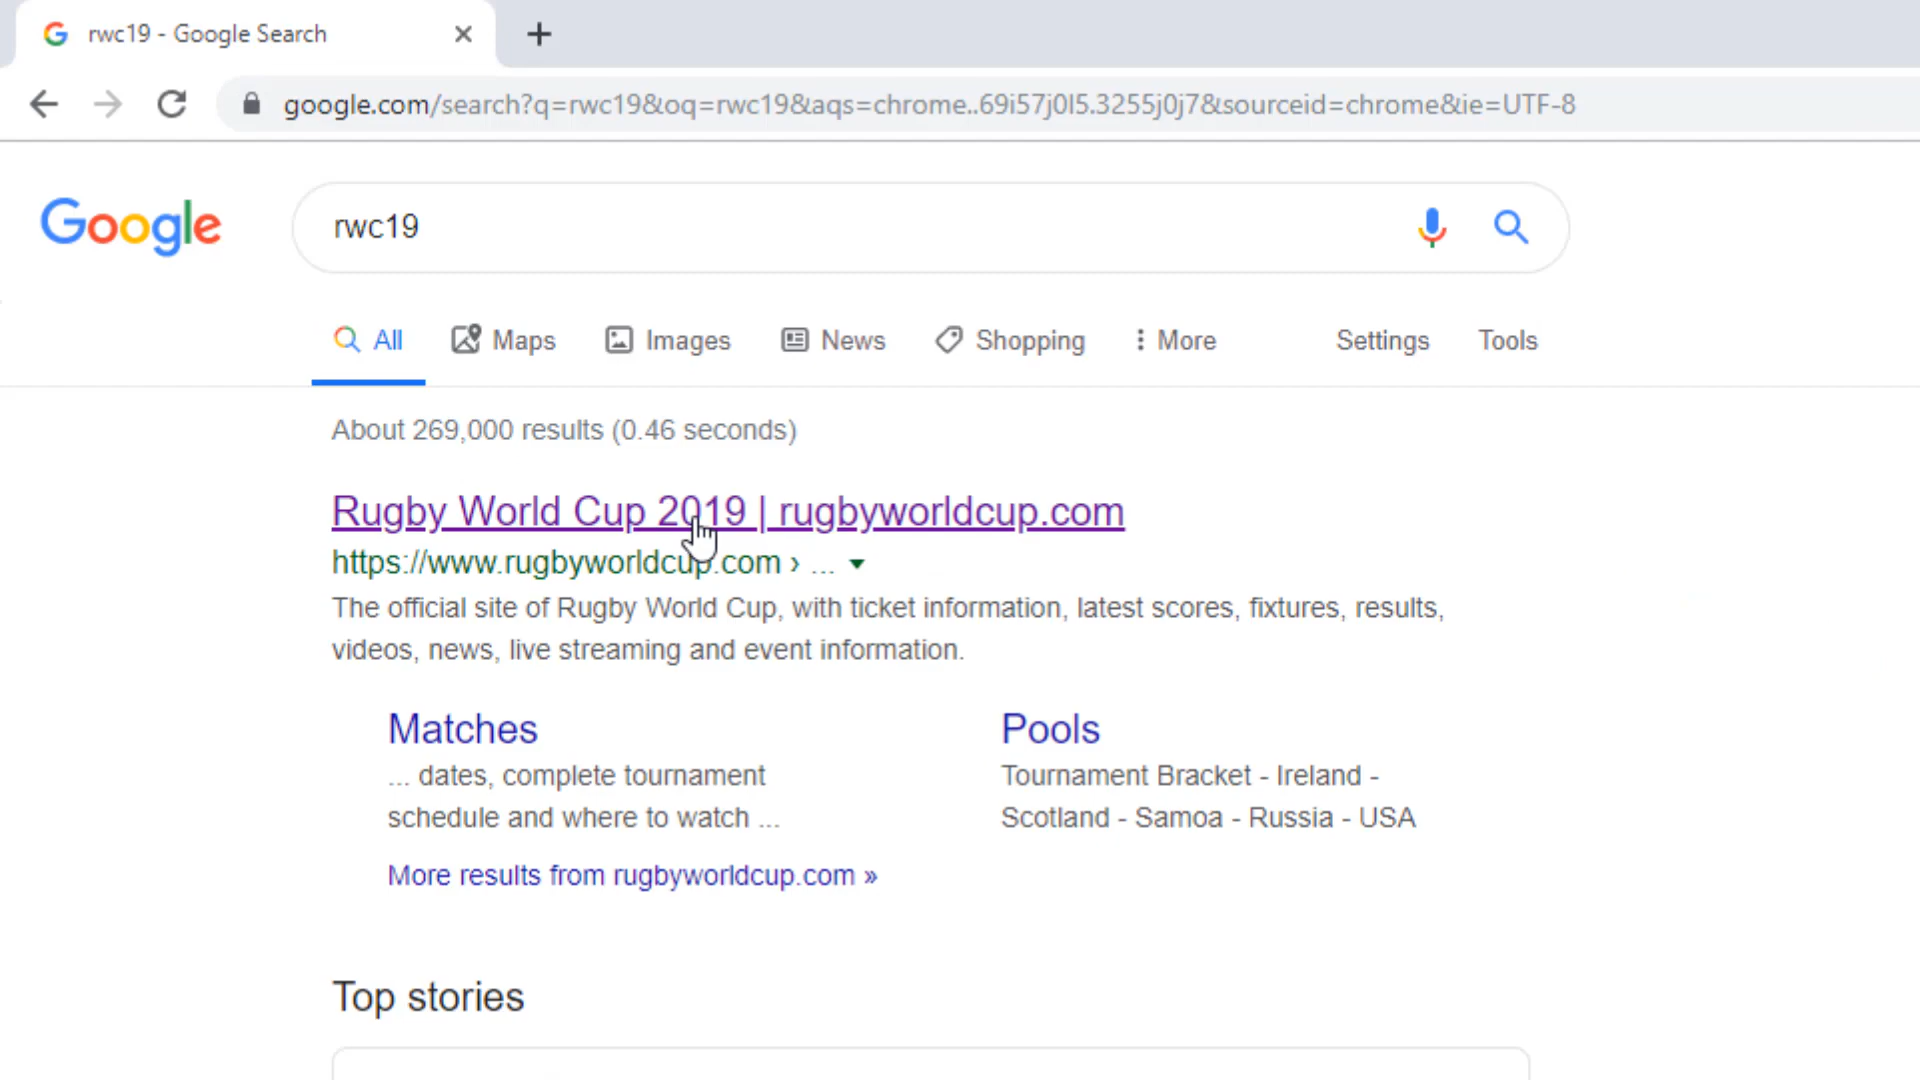 rwc19 - Google Search
google.com/search?q=rwc19&oq=rwc19&aqs=chrome..69i57j0l5.3255j0j7&sourceid=chrome&ie=UTF-8
Google
rwc19
All Maps Images News Shopping More Settings Tools
About 269,000 results (0.46 seconds)
Rugby World Cup 2019 | rugbyworldcup.com
https://www.rugbyworldcup.com › ...
The official site of Rugby World Cup, with ticket information, latest scores, fixtures, results,
videos, news, live streaming and event information.
Matches
... dates, complete tournament
schedule and where to watch ...
Pools
Tournament Bracket - Ireland -
Scotland - Samoa - Russia - USA
More results from rugbyworldcup.com »
Top stories